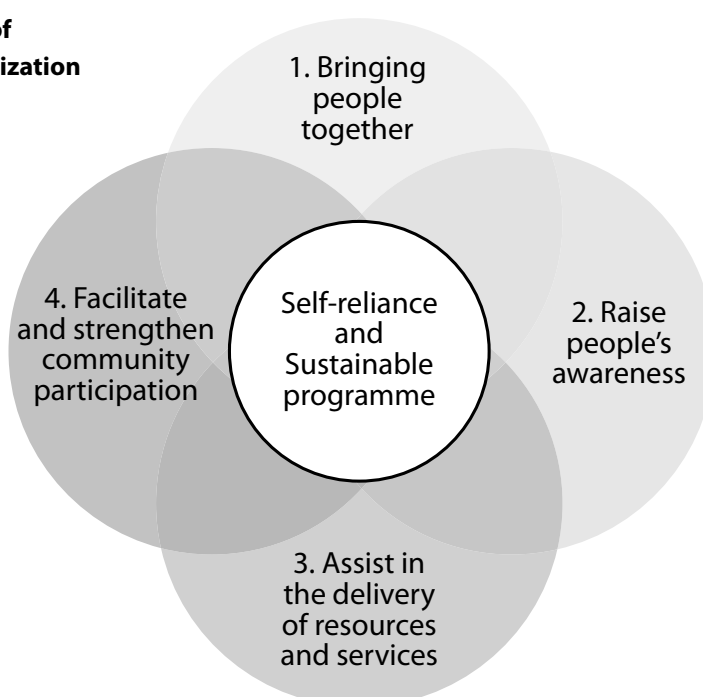 of
ization
1. Bringing
people
together
4. Facilitate
and strengthen
community
participation
Self-reliance
and
Sustainable
programme
2. Raise
people's
awareness
3. Assist in
the delivery
of resources
and services